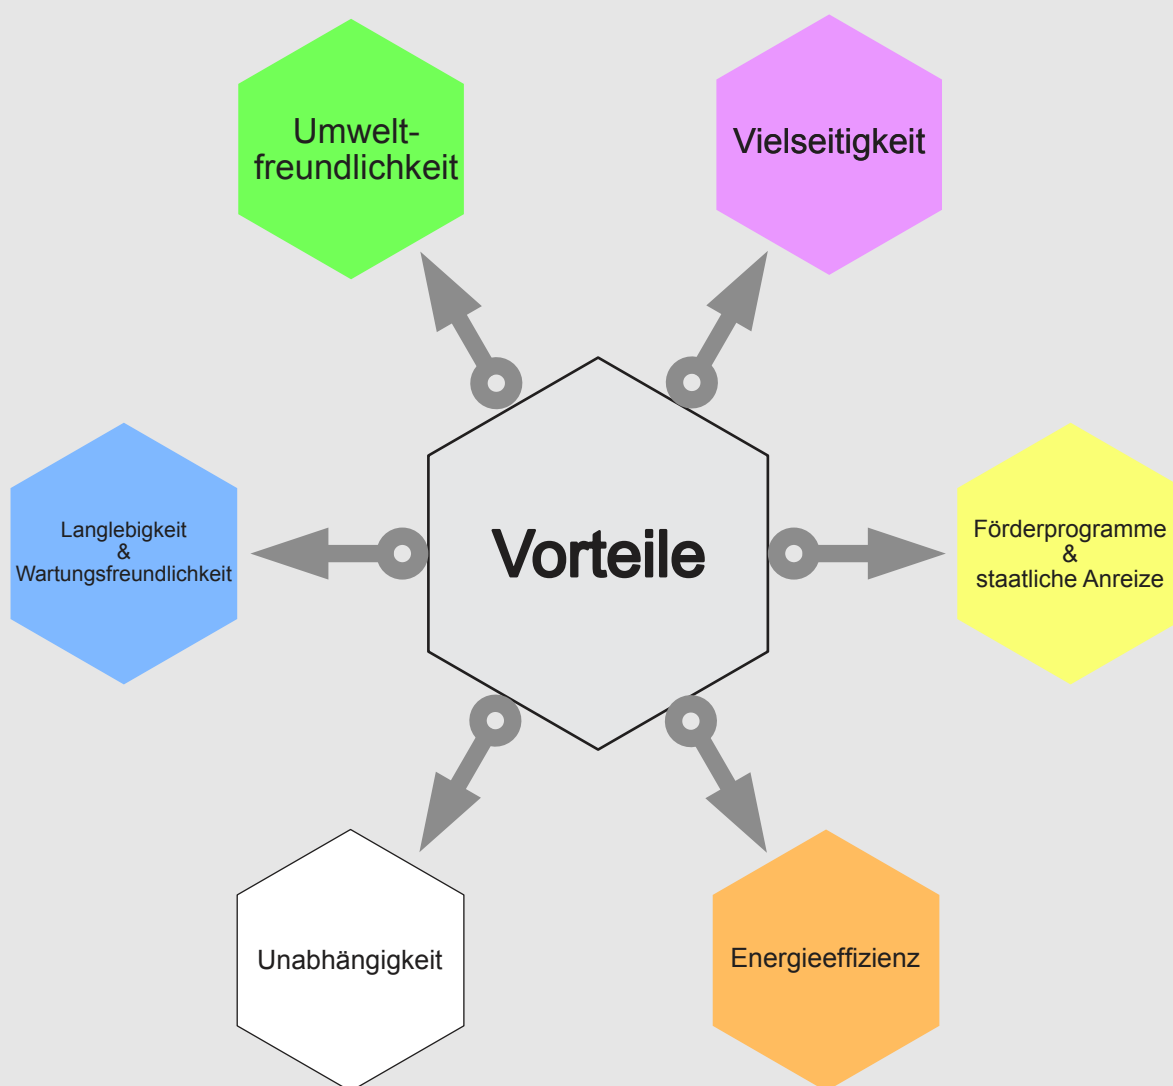 Umwelt-
freundlichkeit
Vielseitigkeit
Langlebigkeit
&
Wartungsfreundlichkeit
Vorteile
Förderprogramme
&
staatliche Anreize
Unabhängigkeit
Energieeffizienz